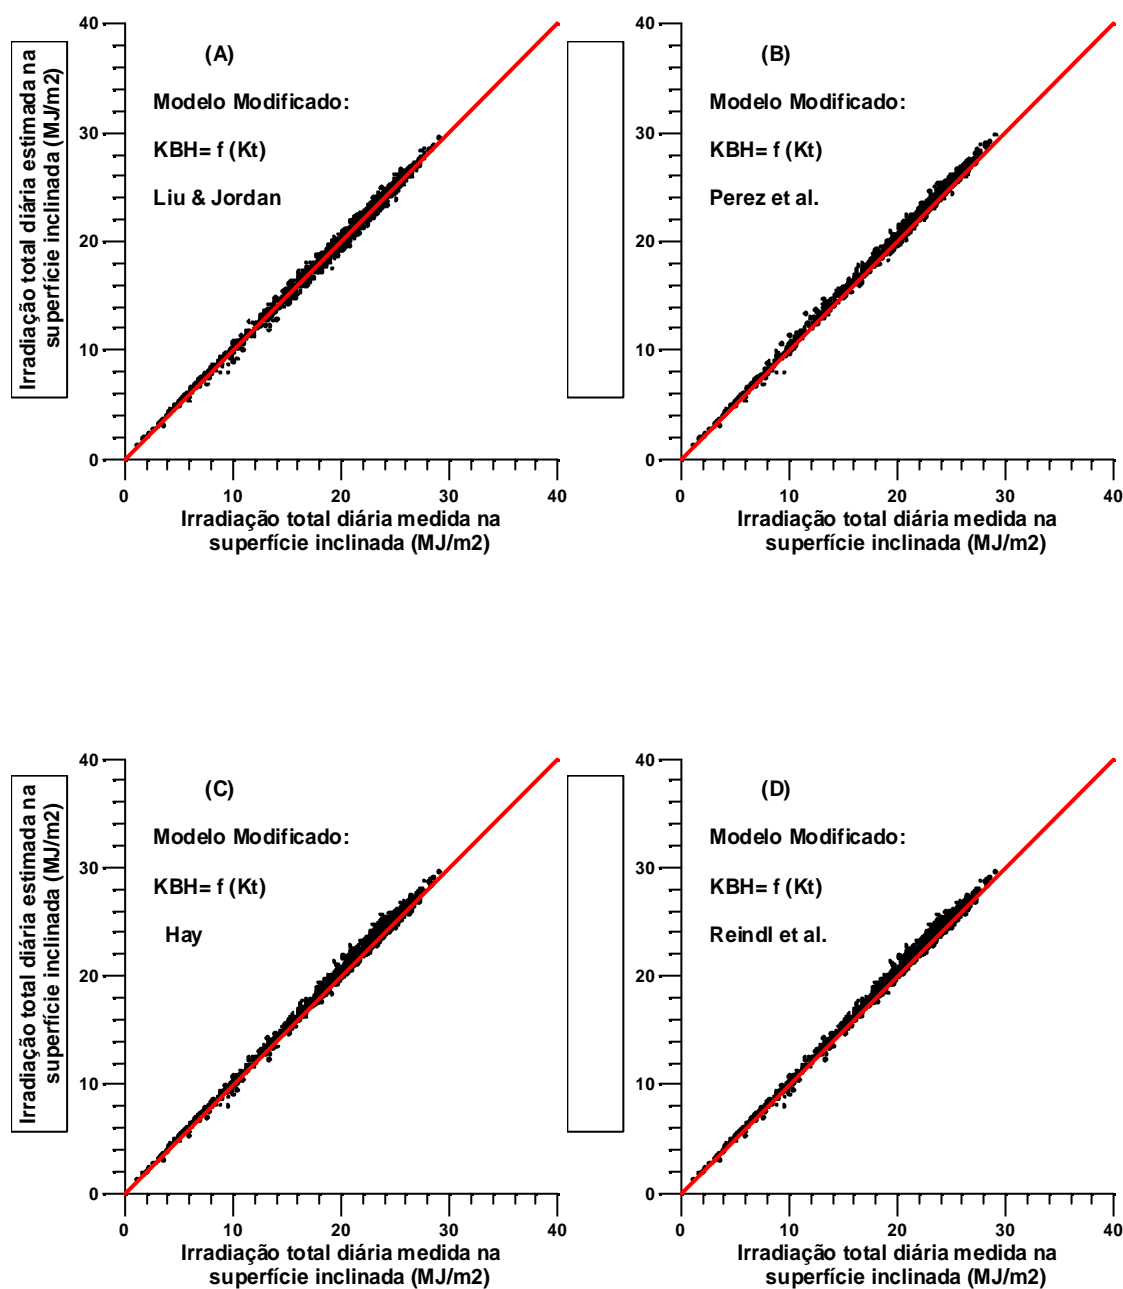 (A)
Modelo Modificado:
KBH= f (Kt)
Liu & Jordan
Irradiação total diária estimada na
superfície inclinada (MJ/m2)
40
30
20
10
0
0 10 20 30 40
Irradiação total diária medida na
superfície inclinada (MJ/m2)
(B)
Modelo Modificado:
KBH= f (Kt)
Perez et al.
40
30
20
10
0
0 10 20 30 40
Irradiação total diária medida na
superfície inclinada (MJ/m2)
(C)
Modelo Modificado:
KBH= f (Kt)
Hay
Irradiação total diária estimada na
superfície inclinada (MJ/m2)
40
30
20
10
0
0 10 20 30 40
Irradiação total diária medida na
superfície inclinada (MJ/m2)
(D)
Modelo Modificado:
KBH= f (Kt)
Reindl et al.
40
30
20
10
0
0 10 20 30 40
Irradiação total diária medida na
superfície inclinada (MJ/m2)